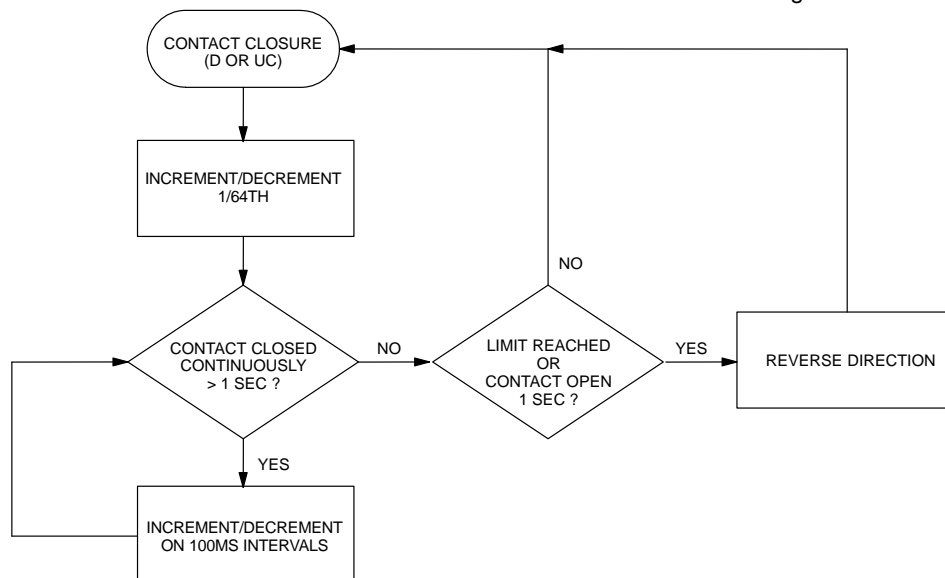 CONTACT CLOSURE
(D OR UC)
INCREMENT/DECREMENT
1/64TH
NO
CONTACT CLOSED
CONTINUOUSLY
> 1 SEC ?
NO
LIMIT REACHED
OR
CONTACT OPEN
1 SEC ?
YES
REVERSE DIRECTION
YES
INCREMENT/DECREMENT
ON 100MS INTERVALS